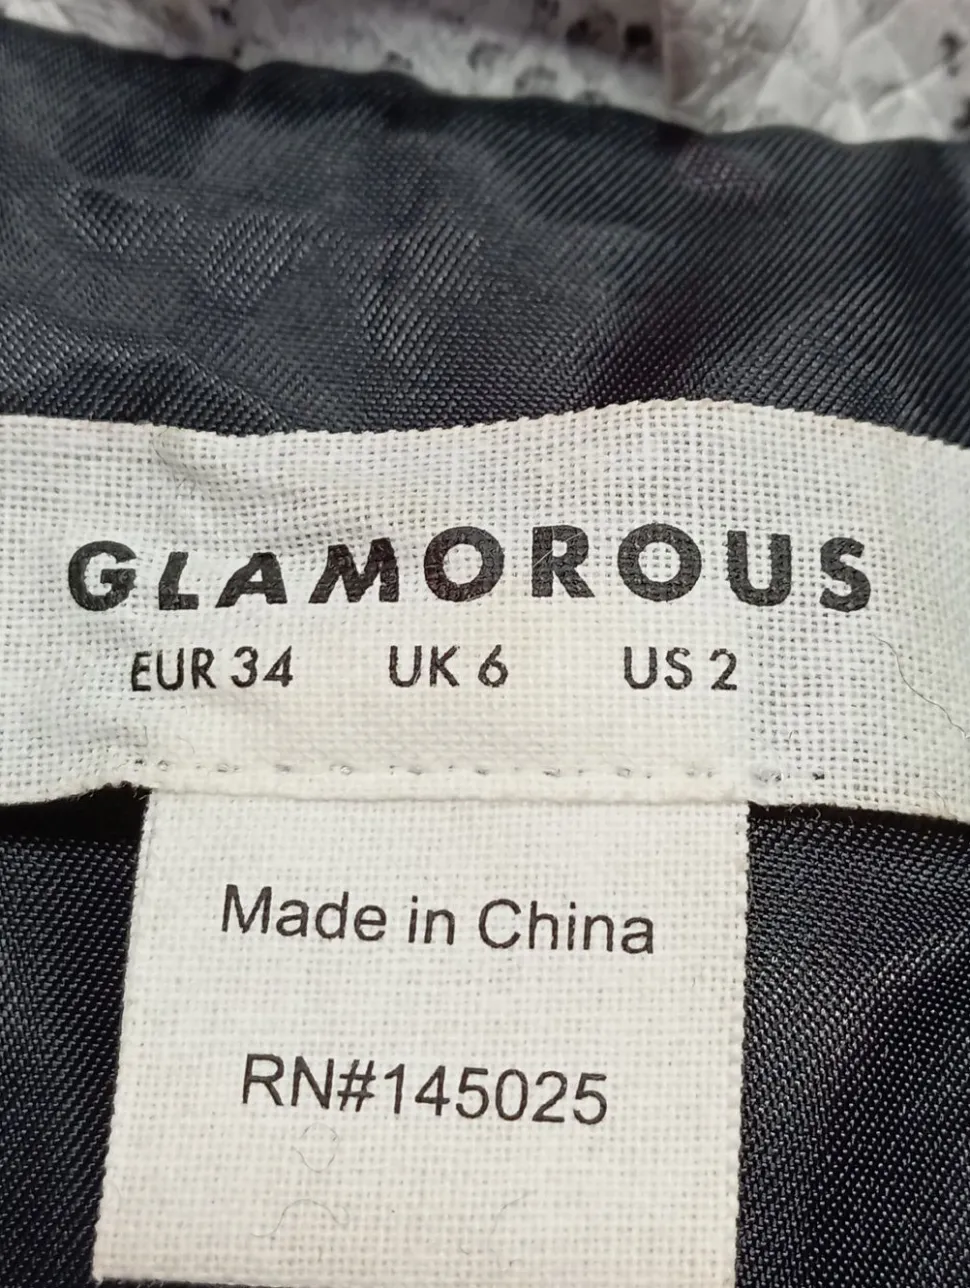 GLAMOROUS
EUR 34 UK 6 US 2
Made in China
RN#145025